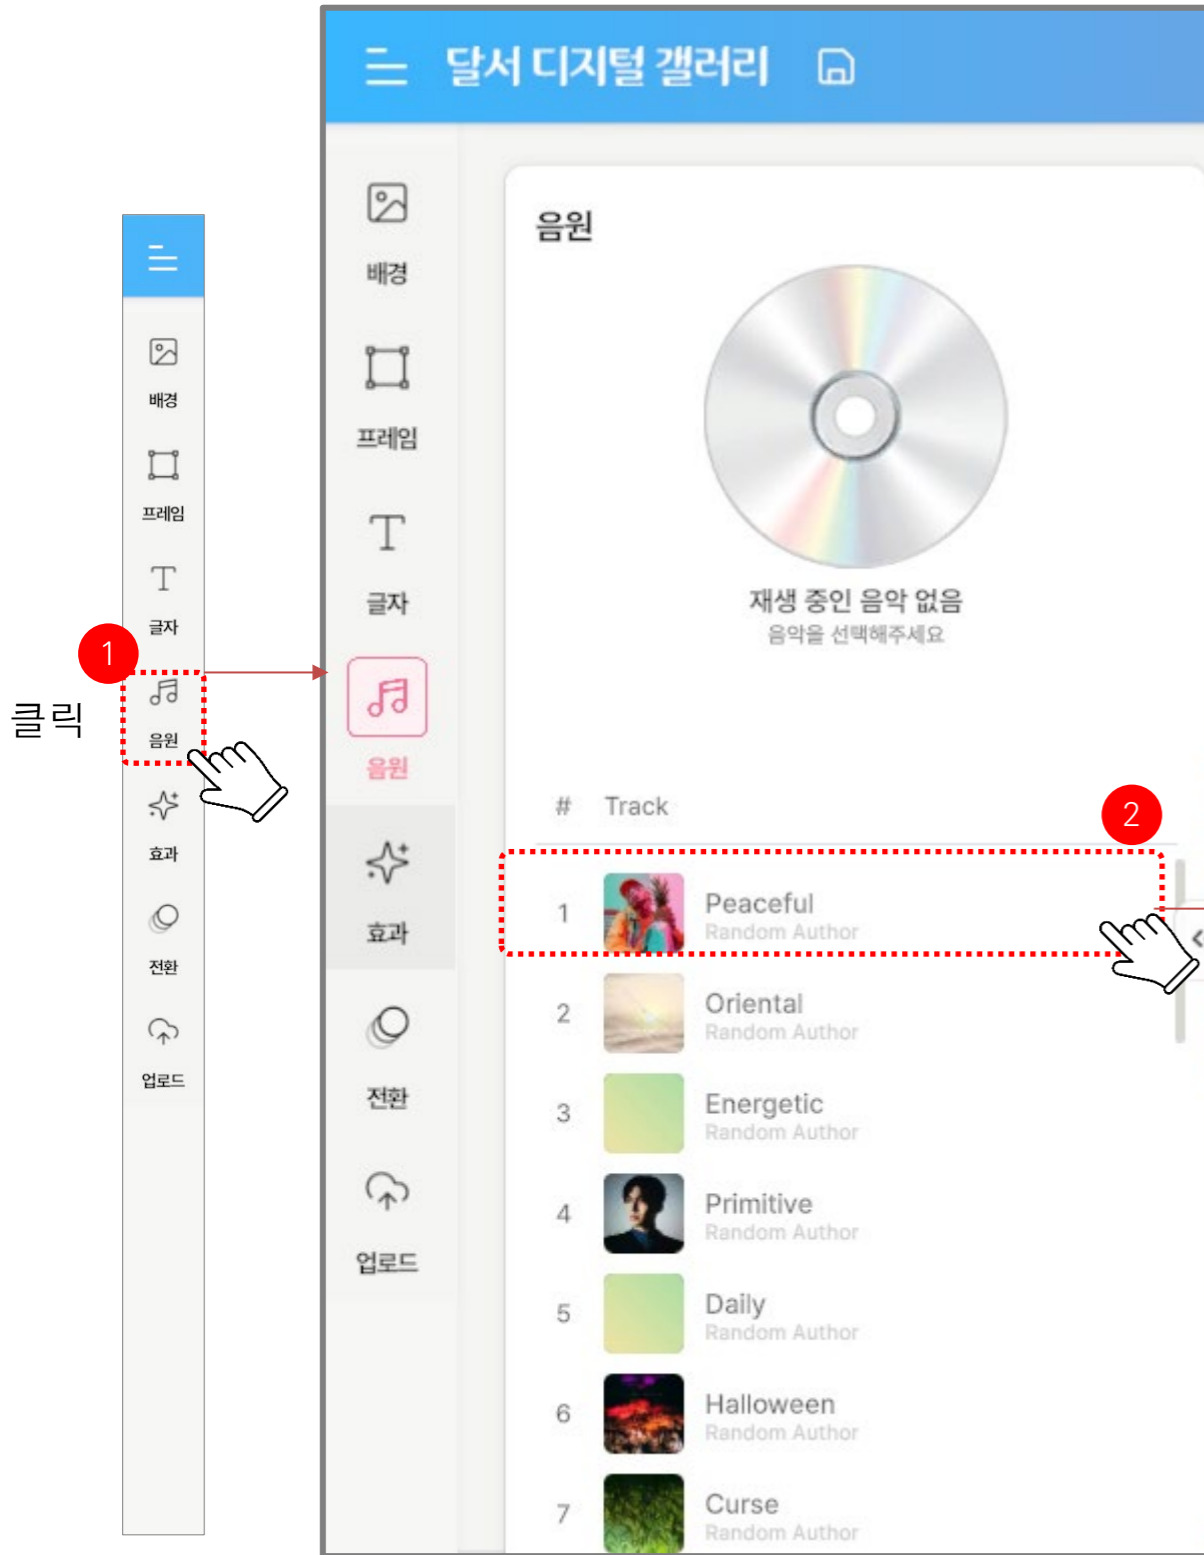 달서 디지털 갤러리
배경
프레임
글자
1
클릭
음원
효과
전환
업로드
배경
프레임
글자
음원
효과
전환
업로드
음원
재생 중인 음악 없음
음악을 선택해주세요
# Track
2
1 Peaceful
Random Author
2 Oriental
Random Author
3 Energetic
Random Author
4 Primitive
Random Author
5 Daily
Random Author
6 Halloween
Random Author
7 Curse
Random Author